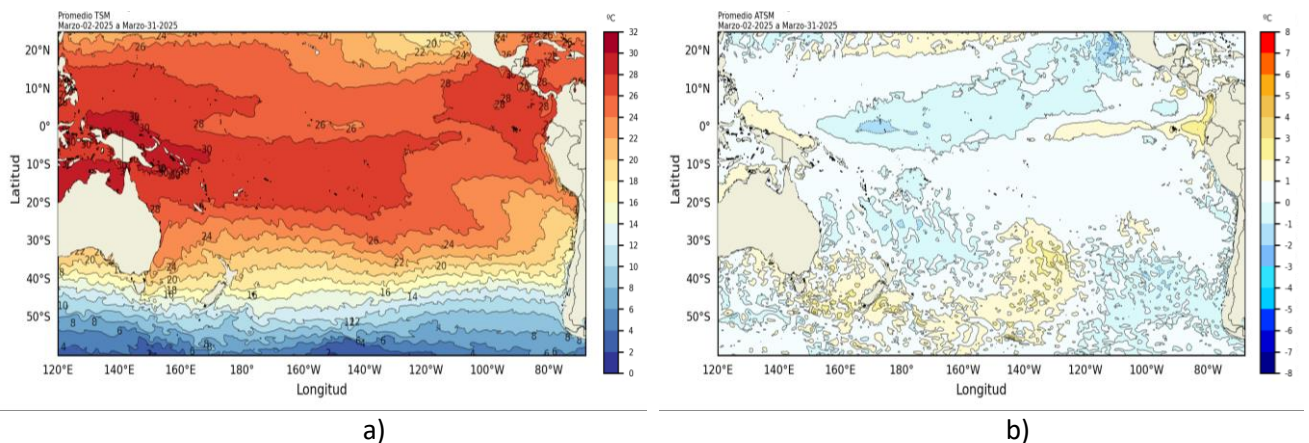 Promedio TSM
Marzo-02-2025 a Marzo-31-2025
ºC
20°N
10°N
0°
10°S
20°S
30°S
40°S
50°S
Latitud
120°E 140°E 160°E 180° 160°W 140°W 120°W 100°W 80°W
Longitud
32
30
28
26
24
22
20
18
16
14
12
10
8
6
4
2
0
a)
Promedio ATSM
Marzo-02-2025 a Marzo-31-2025
ºC
20°N
10°N
0°
10°S
20°S
30°S
40°S
50°S
Latitud
120°E 140°E 160°E 180° 160°W 140°W 120°W 100°W 80°W
Longitud
8
7
6
5
4
3
2
1
0
-1
-2
-3
-4
-5
-6
-7
-8
b)